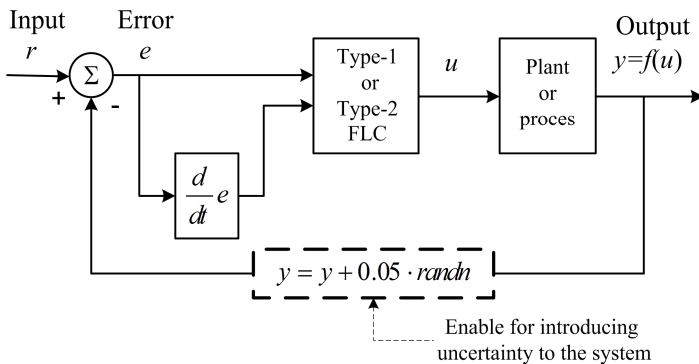 Input
r
Error
e
Σ
+
-
Type-1
or
Type-2
FLC
u
Plant
or
proces
Output
y=f(u)
d
dt
e
y = y + 0.05 · randn
Enable for introducing
uncertainty to the system